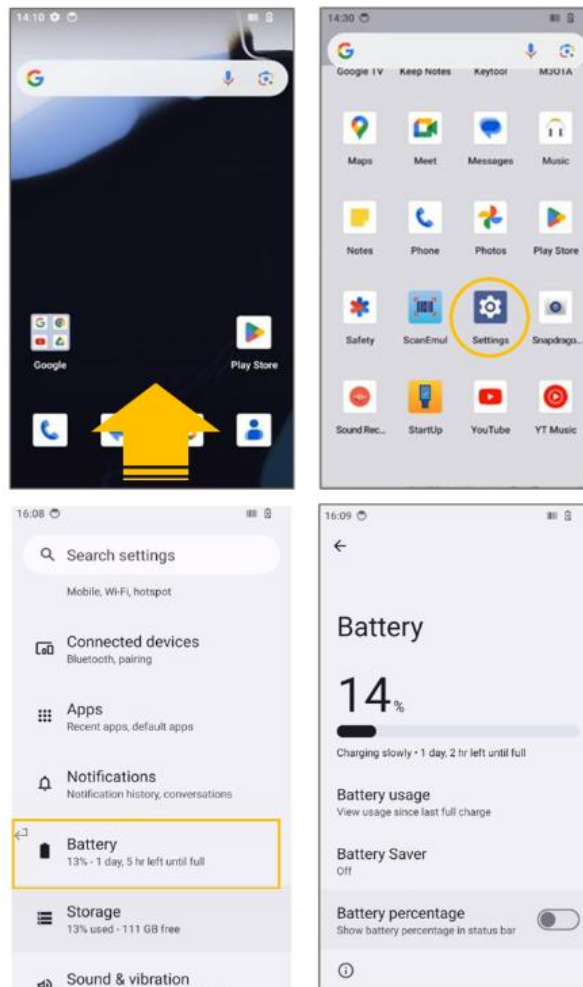 14:10
G
Google
Play Store
14:30
G
Google TV Keep Notes Keytool MJOTA
Maps Meet Messages Music
Notes Phone Photos Play Store
Safety ScanEmul Settings Snapdrago...
Sound Rec... StartUp YouTube YT Music
16:08
Search settings
Mobile, Wi-Fi, hotspot
Connected devices
Bluetooth, pairing
Apps
Recent apps, default apps
Notifications
Notification history, conversations
Battery
13% - 1 day, 5 hr left until full
Storage
13% used - 111 GB free
Sound & vibration
16:09
Battery
14%
Charging slowly • 1 day, 2 hr left until full
Battery usage
View usage since last full charge
Battery Saver
Off
Battery percentage
Show battery percentage in status bar